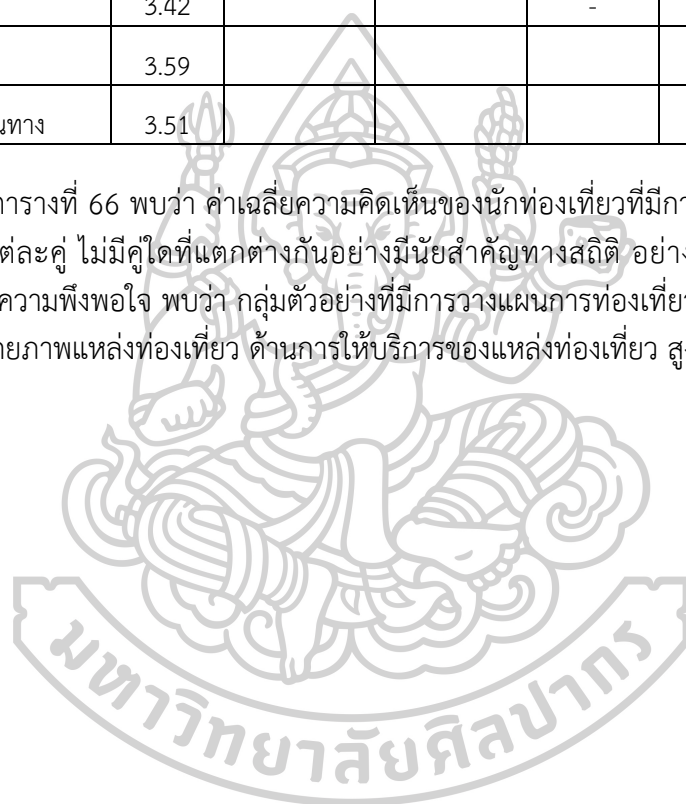 3.42 -
3.59
นทาง 3.51
ตารางที่ 66 พบว่า ค่าเฉลี่ยความคิดเห็นของนักท่องเที่ยวที่มีกา
ต่ละคู่ ไม่มีคู่ใดที่แตกต่างกันอย่างมีนัยสำคัญทางสถิติ อย่าง
ความพึงพอใจ พบว่า กลุ่มตัวอย่างที่มีการวางแผนการท่องเที่ยว
ายภาพแหล่งท่องเที่ยว ด้านการให้บริการของแหล่งท่องเที่ยว สูง
มหาวิทยาลัยศิลปากร